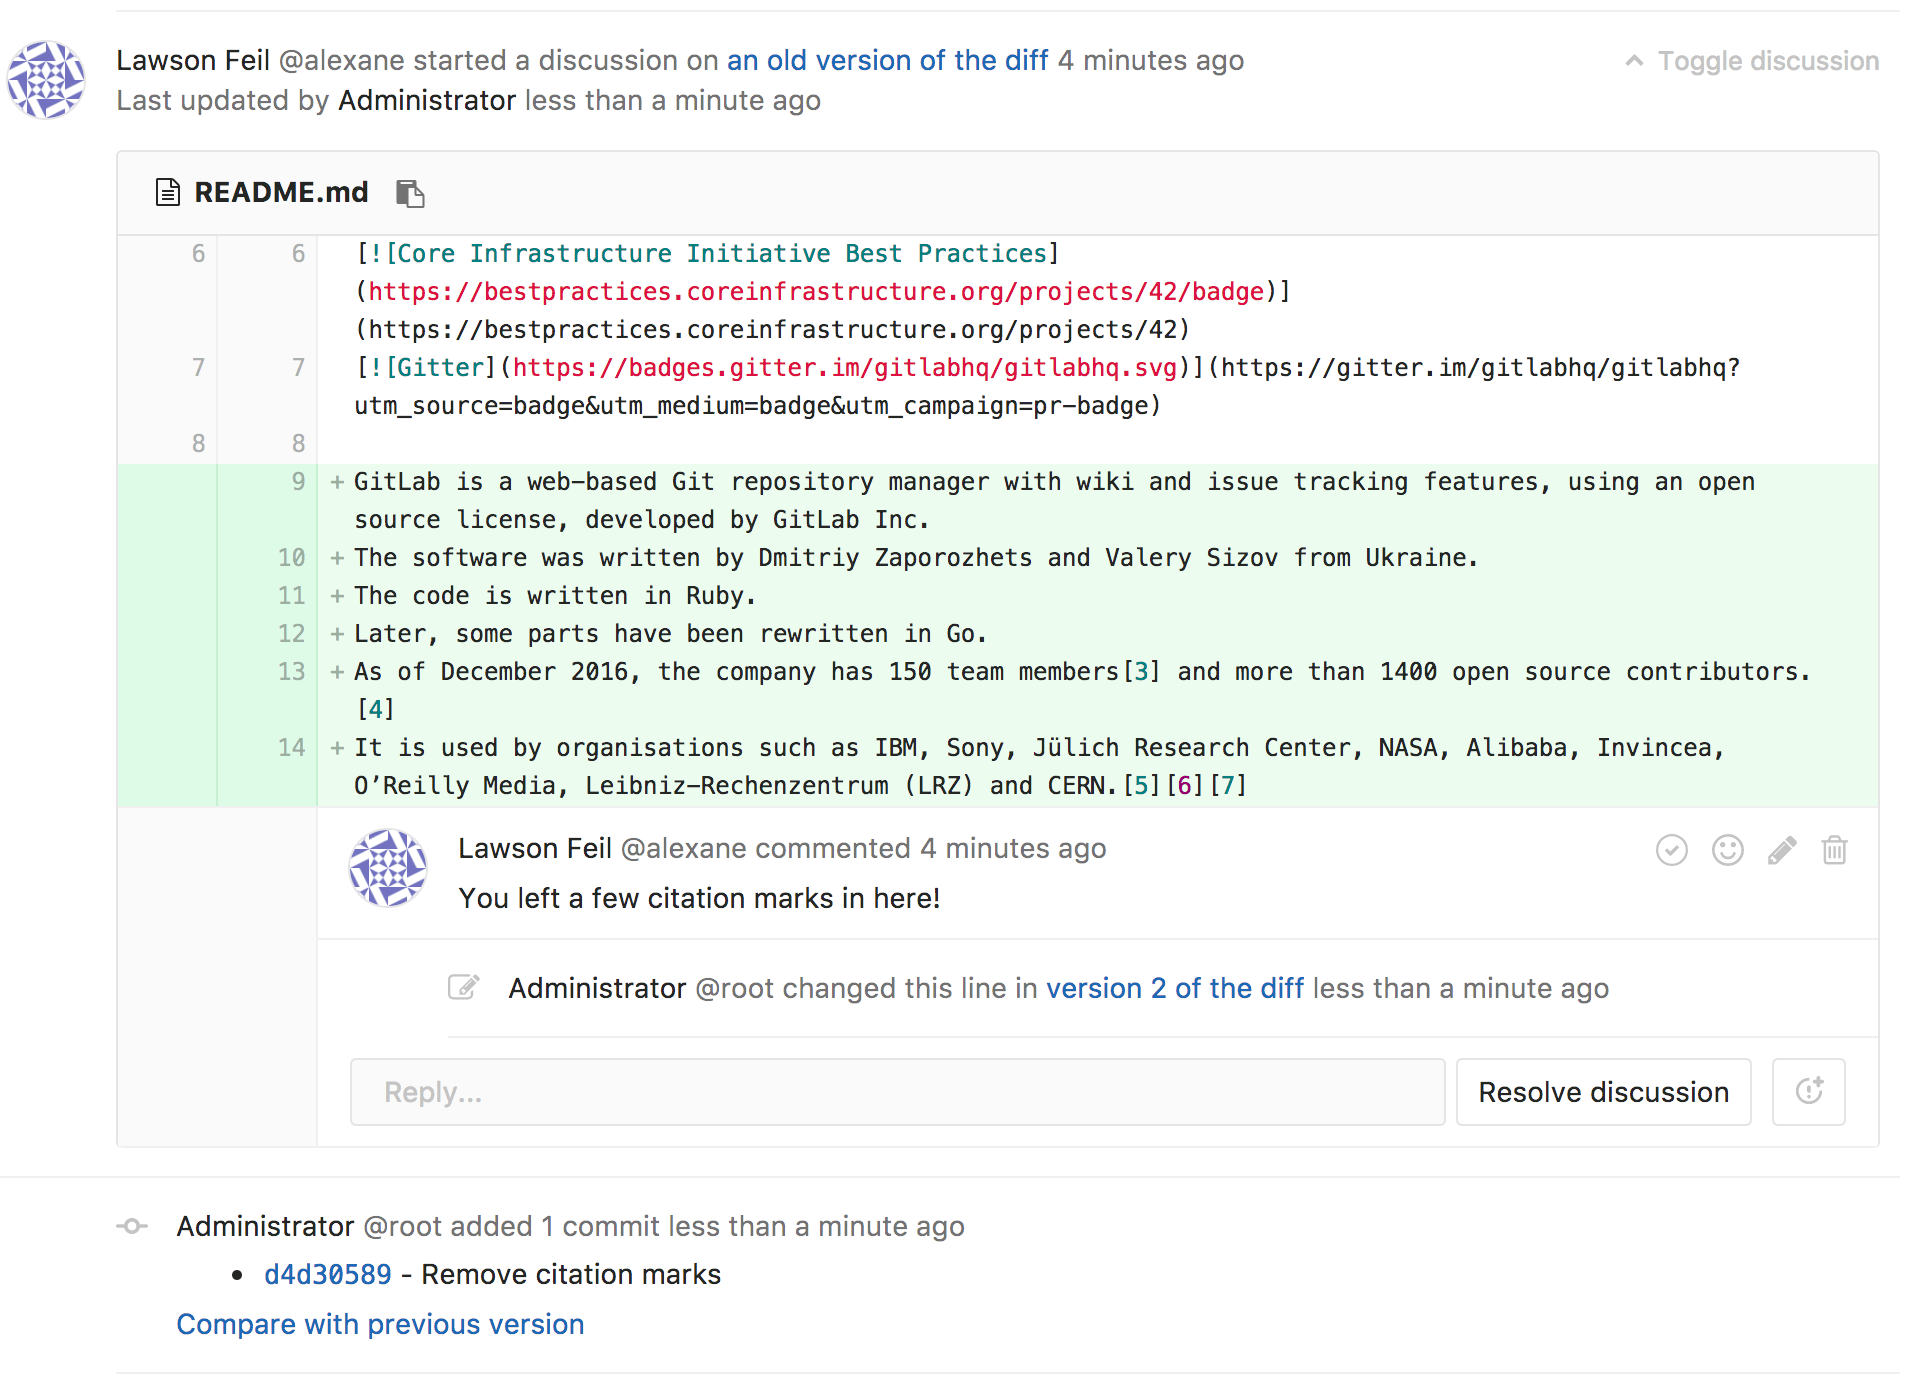 Lawson Feil @alexane started a discussion on an old version of the diff 4 minutes ago
Toggle discussion
Last updated by Administrator less than a minute ago
README.md
6 6 [![Core Infrastructure Initiative Best Practices]
(https://bestpractices.coreinfrastructure.org/projects/42/badge)]
(https://bestpractices.coreinfrastructure.org/projects/42)
7 7 [![Gitter](https://badges.gitter.im/gitlabhq/gitlabhq.svg)](https://gitter.im/gitlabhq/gitlabhq?
utm_source=badge&utm_medium=badge&utm_campaign=pr-badge)
8 8
9 + GitLab is a web-based Git repository manager with wiki and issue tracking features, using an open
source license, developed by GitLab Inc.
10 + The software was written by Dmitriy Zaporozhets and Valery Sizov from Ukraine.
11 + The code is written in Ruby.
12 + Later, some parts have been rewritten in Go.
13 + As of December 2016, the company has 150 team members[3] and more than 1400 open source contributors.
[4]
14 + It is used by organisations such as IBM, Sony, Jülich Research Center, NASA, Alibaba, Invincea,
O’Reilly Media, Leibniz-Rechenzentrum (LRZ) and CERN.[5][6][7]
Lawson Feil @alexane commented 4 minutes ago
You left a few citation marks in here!
Administrator @root changed this line in version 2 of the diff less than a minute ago
Reply...
Resolve discussion
Administrator @root added 1 commit less than a minute ago
• d4d30589 - Remove citation marks
Compare with previous version